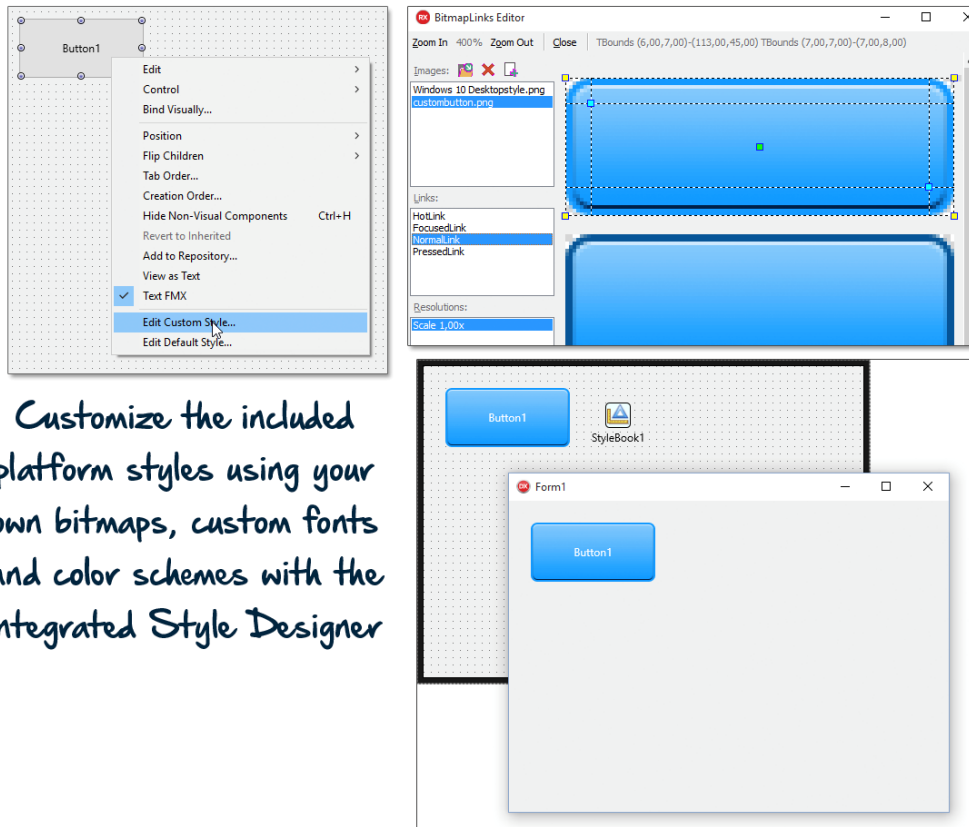 Button1
Edit
Control
Bind Visually...
Position
Flip Children
Tab Order...
Creation Order...
Hide Non-Visual Components Ctrl+H
Revert to Inherited
Add to Repository...
View as Text
Text FMX
Edit Custom Style...
Edit Default Style...
RX BitmapLinks Editor
Zoom In 400% Zoom Out Close TBounds (6,00,7,00)-(113,00,45,00) TBounds (7,00,7,00)-(7,00,8,00)
Images:
Windows 10 Desktopstyle.png
custombutton.png
Links:
HotLink
FocusedLink
NormalLink
PressedLink
Resolutions:
Scale 1,00x
Customize the included
platform styles using your
own bitmaps, custom fonts
and color schemes with the
integrated Style Designer
Button1
StyleBook1
DX Form1
Button1